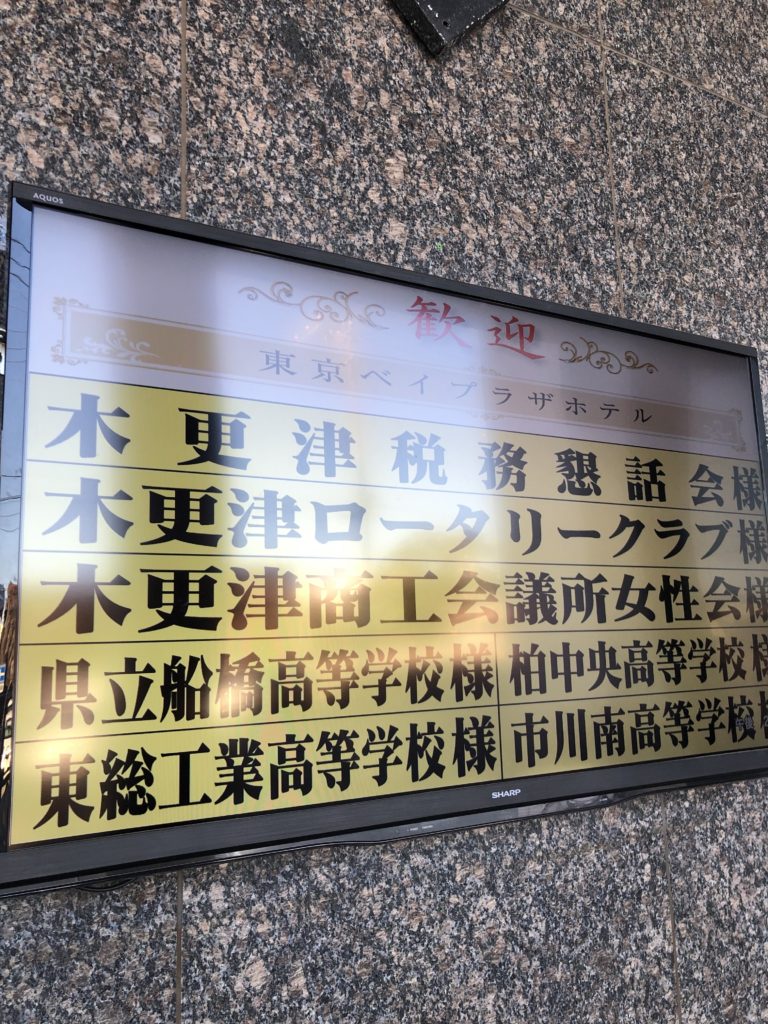 AQUOS
歓迎
東京ベイプラザホテル
木更津税務懇話会様
木更津ロータリークラブ様
木更津商工会議所女性会様
県立船橋高等学校様
柏中央高等学校様
東総工業高等学校様
市川南高等学校様
SHARP